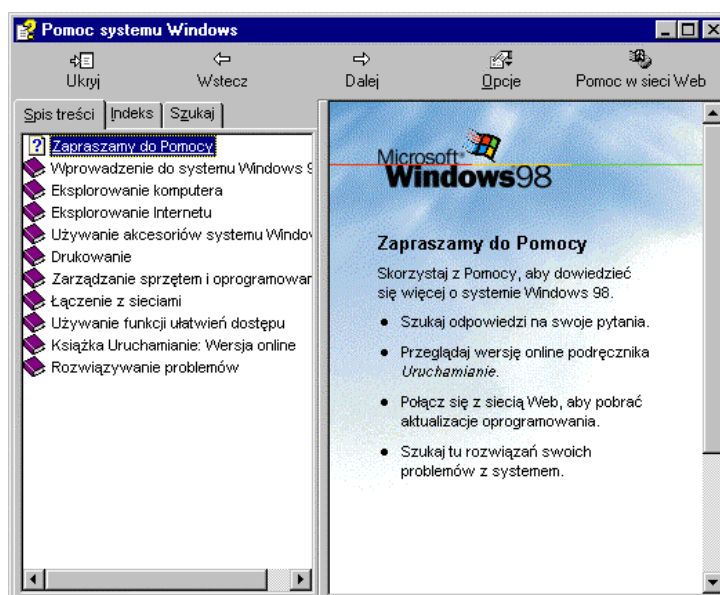 Pomoc systemu Windows
Ukryj Wstecz Dalej Opcje Pomoc w sieci Web
Spis treści Indeks Szukaj
Zapraszamy do Pomocy
Wprowadzenie do systemu Windows 9
Eksplorowanie komputera
Eksplorowanie Internetu
Używanie akcesoriów systemu Window
Drukowanie
Zarządzanie sprzętem i oprogramowar
Łączenie z sieciami
Używanie funkcji ułatwień dostępu
Książka Uruchamianie: Wersja online
Rozwiązywanie problemów
Microsoft
Windows98
Zapraszamy do Pomocy
Skorzystaj z Pomocy, aby dowiedzieć
się więcej o systemie Windows 98.
• Szukaj odpowiedzi na swoje pytania.
• Przeglądaj wersję online podręcznika
Uruchamianie.
• Połącz się z siecią Web, aby pobrać
aktualizacje oprogramowania.
• Szukaj tu rozwiązań swoich
problemów z systemem.